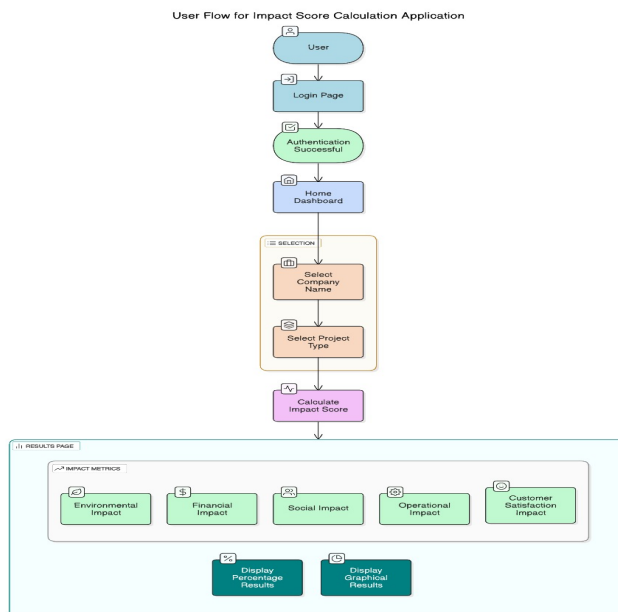 User Flow for Impact Score Calculation Application
User
Login Page
Authentication
Successful
Home
Dashboard
SELECTION
Select
Company
Name
Select Project
Type
Calculate
Impact Score
RESULTS PAGE
IMPACT METRICS
Environmental
Impact
Financial
Impact
Social Impact
Operational
Impact
Customer
Satisfaction
Impact
Display
Percentage
Results
Display
Graphical
Results